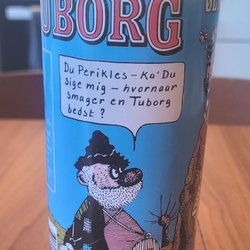 UBORG
Du Perikles – Ka' Du
sige mig – hvornaar
smager en Tuborg
bedst ?